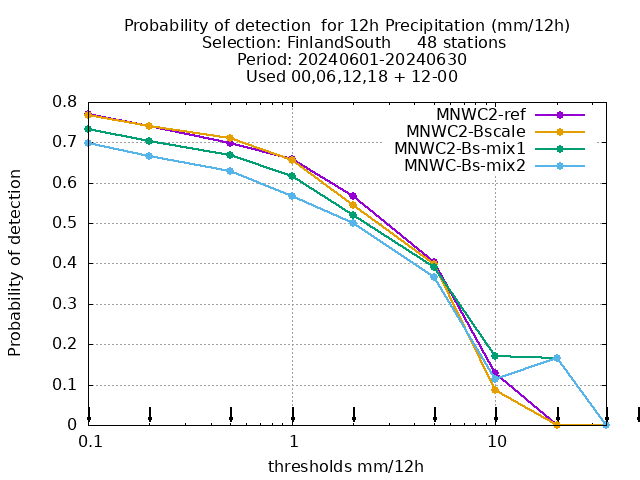 Probability of detection  for 12h Precipitation (mm/12h)
Selection: FinlandSouth     48 stations
Period: 20240601-20240630
Used 00,06,12,18 + 12-00
MNWC2-ref
MNWC2-Bscale
MNWC2-Bs-mix1
MNWC-Bs-mix2
Probability of detection
0.8
0.7
0.6
0.5
0.4
0.3
0.2
0.1
0
0.1
1
10
thresholds mm/12h